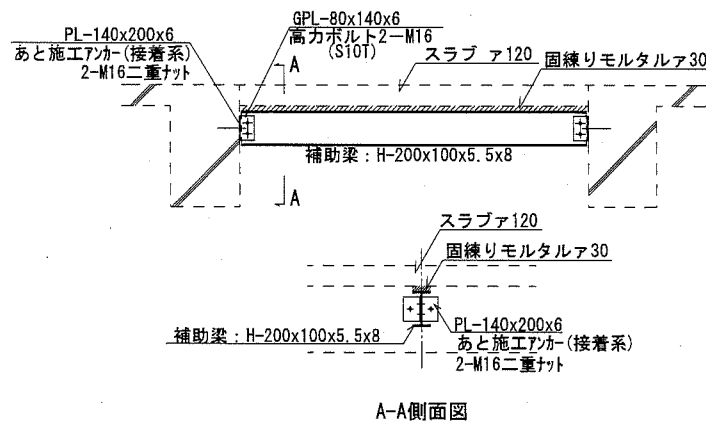 GPL-80x140x6
高力ボルト2－M16
(S10T)
PL-140x200x6
あと施工アンカー(接着系)
2-M16二重ナット
A
スラブ ァ120
固練りモルタルァ30
補助梁：H-200x100x5.5x8
A
スラブァ120
固練りモルタルァ30
補助梁：H-200x100x5.5x8
PL-140x200x6
あと施工アンカー(接着系)
2-M16二重ナット
A-A側面図